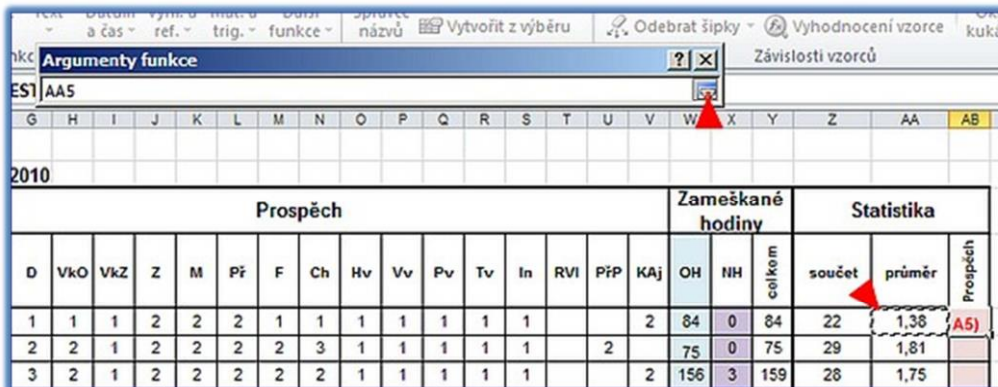 a čas ref. trig. funkce názvů Vytvořit z výběru Odebrat šipky Vyhodnocení vzorce
Argumenty funkce ? Závislosti vzorců
AA5
G H I J K L M N O P Q R S T U V W X Y Z AA AB
2010
Prospěch Zameškané hodiny Statistika
D VkO VkZ Z M Př F Ch Hv Vv Pv Tv In RVI PřP KAj OH NH celkem součet průměr Prospěch
1 1 1 2 2 2 1 1 1 1 1 1 1 2 84 0 84 22 1,38 A5)
2 2 1 2 2 2 2 3 1 1 1 1 1 2 75 0 75 29 1,81
3 2 1 2 2 2 2 2 1 1 1 1 1 2 156 3 159 28 1,75